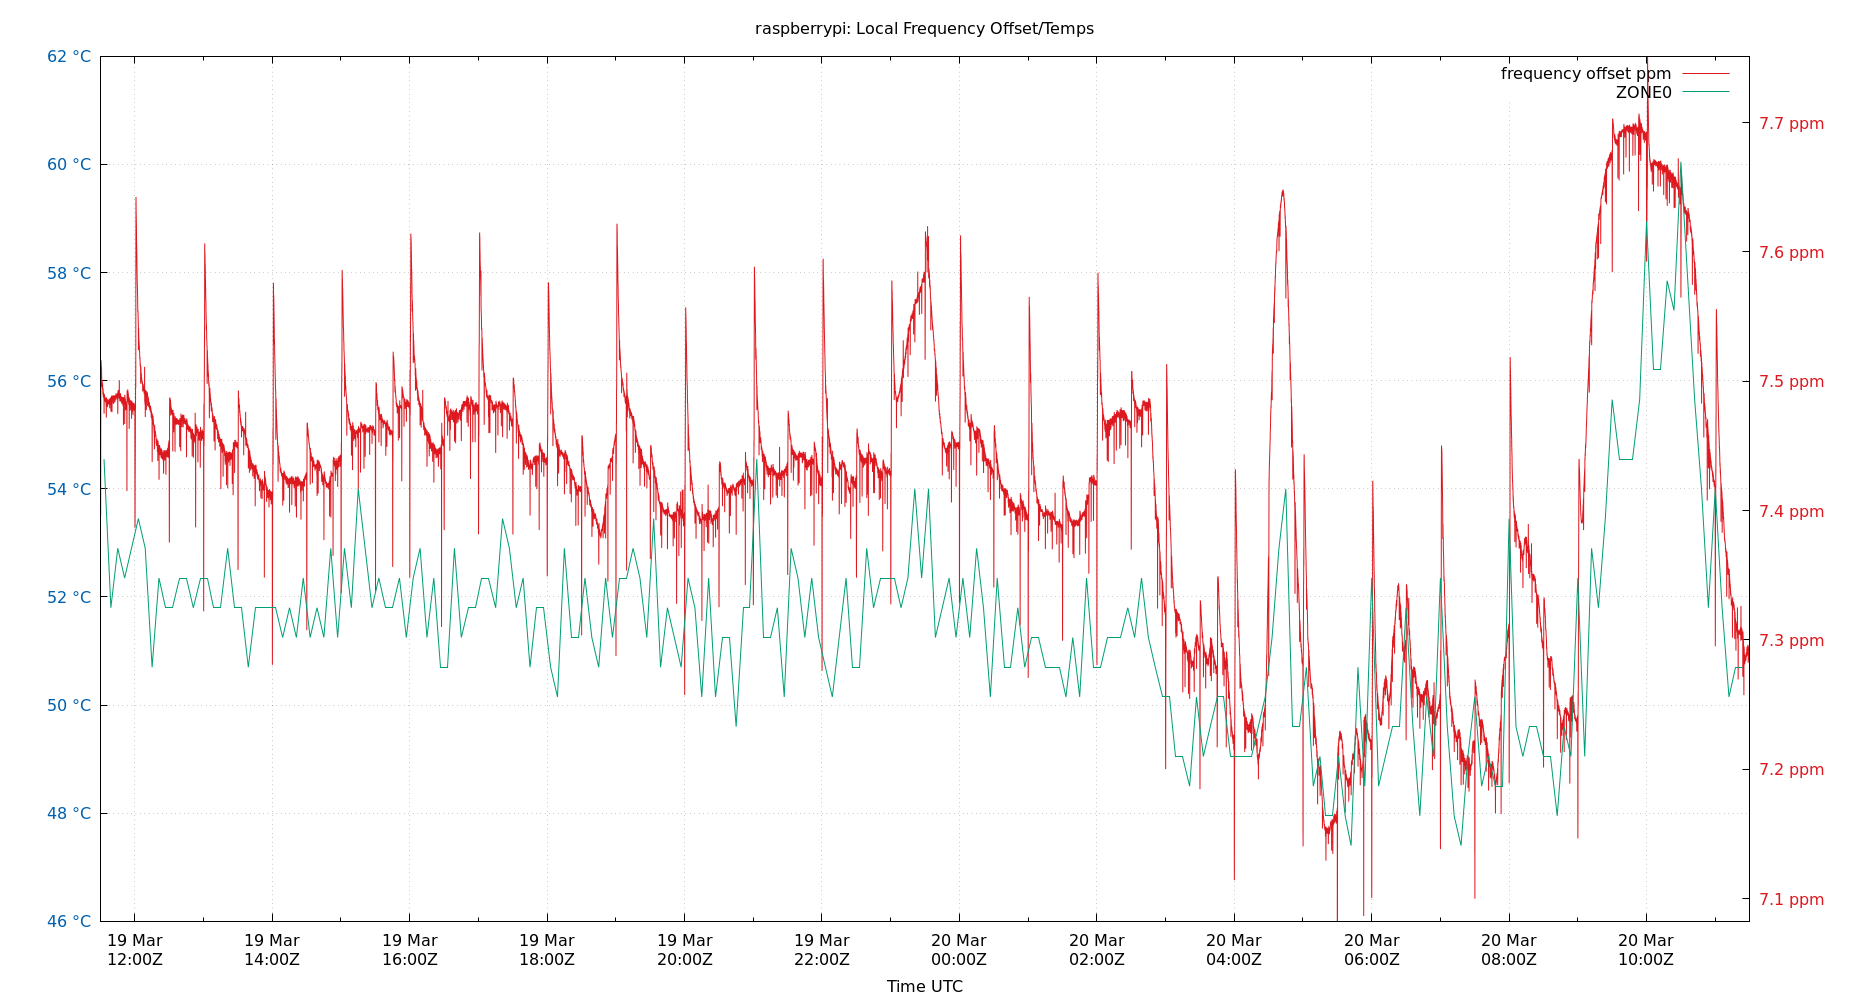 raspberrypi: Local Frequency Offset/Temps
frequency offset ppm
ZONE0
62 °C
60 °C
58 °C
56 °C
54 °C
52 °C
50 °C
48 °C
46 °C
7.7 ppm
7.6 ppm
7.5 ppm
7.4 ppm
7.3 ppm
7.2 ppm
7.1 ppm
19 Mar 19 Mar 19 Mar 19 Mar 19 Mar 19 Mar 20 Mar 20 Mar 20 Mar 20 Mar 20 Mar 20 Mar
12:00Z 14:00Z 16:00Z 18:00Z 20:00Z 22:00Z 00:00Z 02:00Z 04:00Z 06:00Z 08:00Z 10:00Z
Time UTC